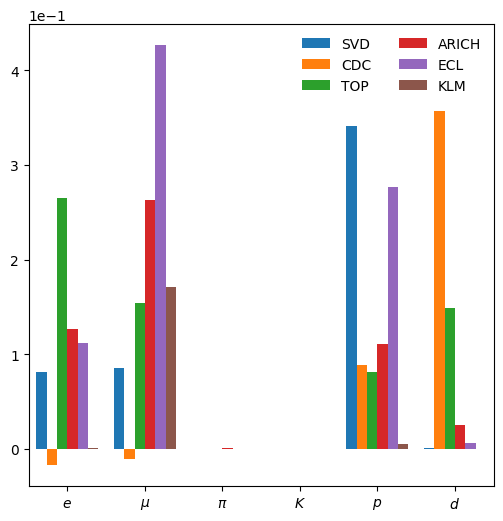 1e−1
SVD ARICH
CDC ECL
TOP KLM
4
3
2
1
0
e μ π K p d